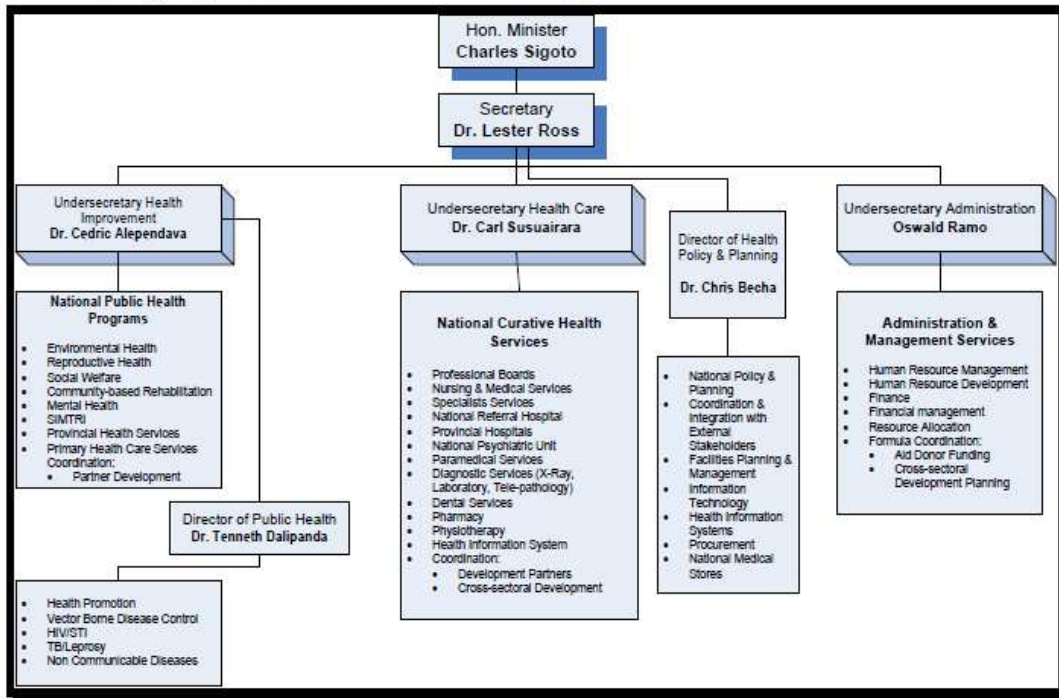 Hon. Minister
Charles Sigoto
Secretary
Dr. Lester Ross
Undersecretary Health
Improvement
Dr. Cedric Alependava
National Public Health
Programs
• Environmental Health
• Reproductive Health
• Social Welfare
• Community-based Rehabilitation
• Mental Health
• SIMTRI
• Provincial Health Services
• Primary Health Care Services
Coordination:
• Partner Development
Director of Public Health
Dr. Tenneth Dalipanda
• Health Promotion
• Vector Borne Disease Control
• HIV/STI
• TB/Leprosy
• Non Communicable Diseases
Undersecretary Health Care
Dr. Carl Susuairara
National Curative Health
Services
• Professional Boards
• Nursing & Medical Services
• Specialists Services
• National Referral Hospital
• Provincial Hospitals
• National Psychiatric Unit
• Paramedical Services
• Diagnostic Services (X-Ray,
Laboratory, Tele-pathology)
• Dental Services
• Pharmacy
• Physiotherapy
• Health Information System
• Coordination:
• Development Partners
• Cross-sectoral Development
Director of Health
Policy & Planning
Dr. Chris Becha
• National Policy &
Planning
• Coordination &
Integration with
External
Stakeholders
• Facilities Planning &
Management
• Information
Technology
• Health Information
Systems
• Procurement
• National Medical
Stores
Undersecretary Administration
Oswald Ramo
Administration &
Management Services
• Human Resource Management
• Human Resource Development
• Finance
• Financial management
• Resource Allocation
• Formula Coordination:
• Aid Donor Funding
• Cross-sectoral
Development Planning